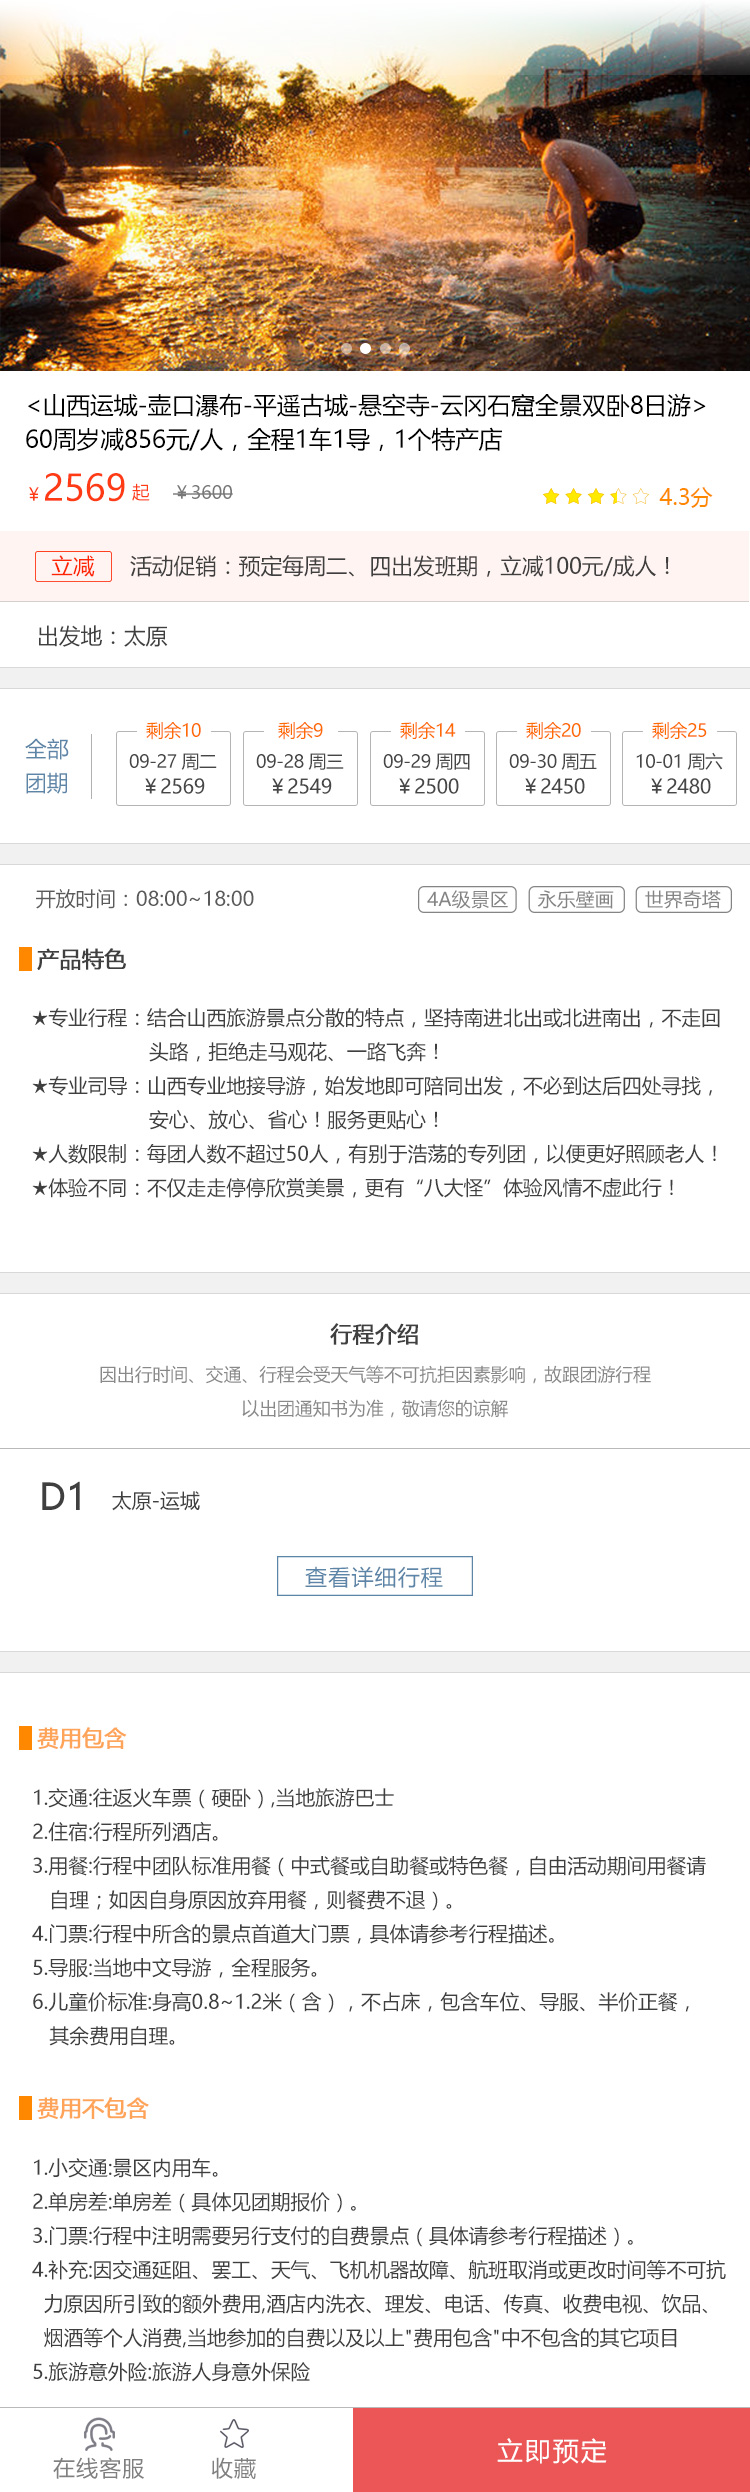 <山西运城-壶口瀑布-平遥古城-悬空寺-云冈石窟全景双卧8日游>
60周岁减856元/人，全程1车1导，1个特产店
¥2569起 ¥3600 4.3分
立减 活动促销：预定每周二、四出发班期，立减100元/成人！
出发地：太原
全部
团期
剩余10 剩余9 剩余14 剩余20 剩余25
09-27 周二 09-28 周三 09-29 周四 09-30 周五 10-01 周六
¥2569 ¥2549 ¥2500 ¥2450 ¥2480
开放时间：08:00~18:00 4A级景区 永乐壁画 世界奇塔
产品特色
★专业行程：结合山西旅游景点分散的特点，坚持南进北出或北进南出，不走回
头路，拒绝走马观花、一路飞奔！
★专业司导：山西专业地接导游，始发地即可陪同出发，不必到达后四处寻找，
安心、放心、省心！服务更贴心！
★人数限制：每团人数不超过50人，有别于浩荡的专列团，以便更好照顾老人！
★体验不同：不仅走走停停欣赏美景，更有“八大怪”体验风情不虚此行！
行程介绍
因出行时间、交通、行程会受天气等不可抗拒因素影响，故跟团游行程
以出团通知书为准，敬请您的谅解
D1 太原-运城
查看详细行程
费用包含
1.交通:往返火车票（硬卧）,当地旅游巴士
2.住宿:行程所列酒店。
3.用餐:行程中团队标准用餐（中式餐或自助餐或特色餐，自由活动期间用餐请
自理；如因自身原因放弃用餐，则餐费不退）。
4.门票:行程中所含的景点首道大门票，具体请参考行程描述。
5.导服:当地中文导游，全程服务。
6.儿童价标准:身高0.8~1.2米（含），不占床，包含车位、导服、半价正餐，
其余费用自理。
费用不包含
1.小交通:景区内用车。
2.单房差:单房差（具体见团期报价）。
3.门票:行程中注明需要另行支付的自费景点（具体请参考行程描述）。
4.补充:因交通延阻、罢工、天气、飞机机器故障、航班取消或更改时间等不可抗
力原因所引致的额外费用,酒店内洗衣、理发、电话、传真、收费电视、饮品、
烟酒等个人消费,当地参加的自费以及以上"费用包含"中不包含的其它项目
5.旅游意外险:旅游人身意外保险
在线客服 收藏 立即预定